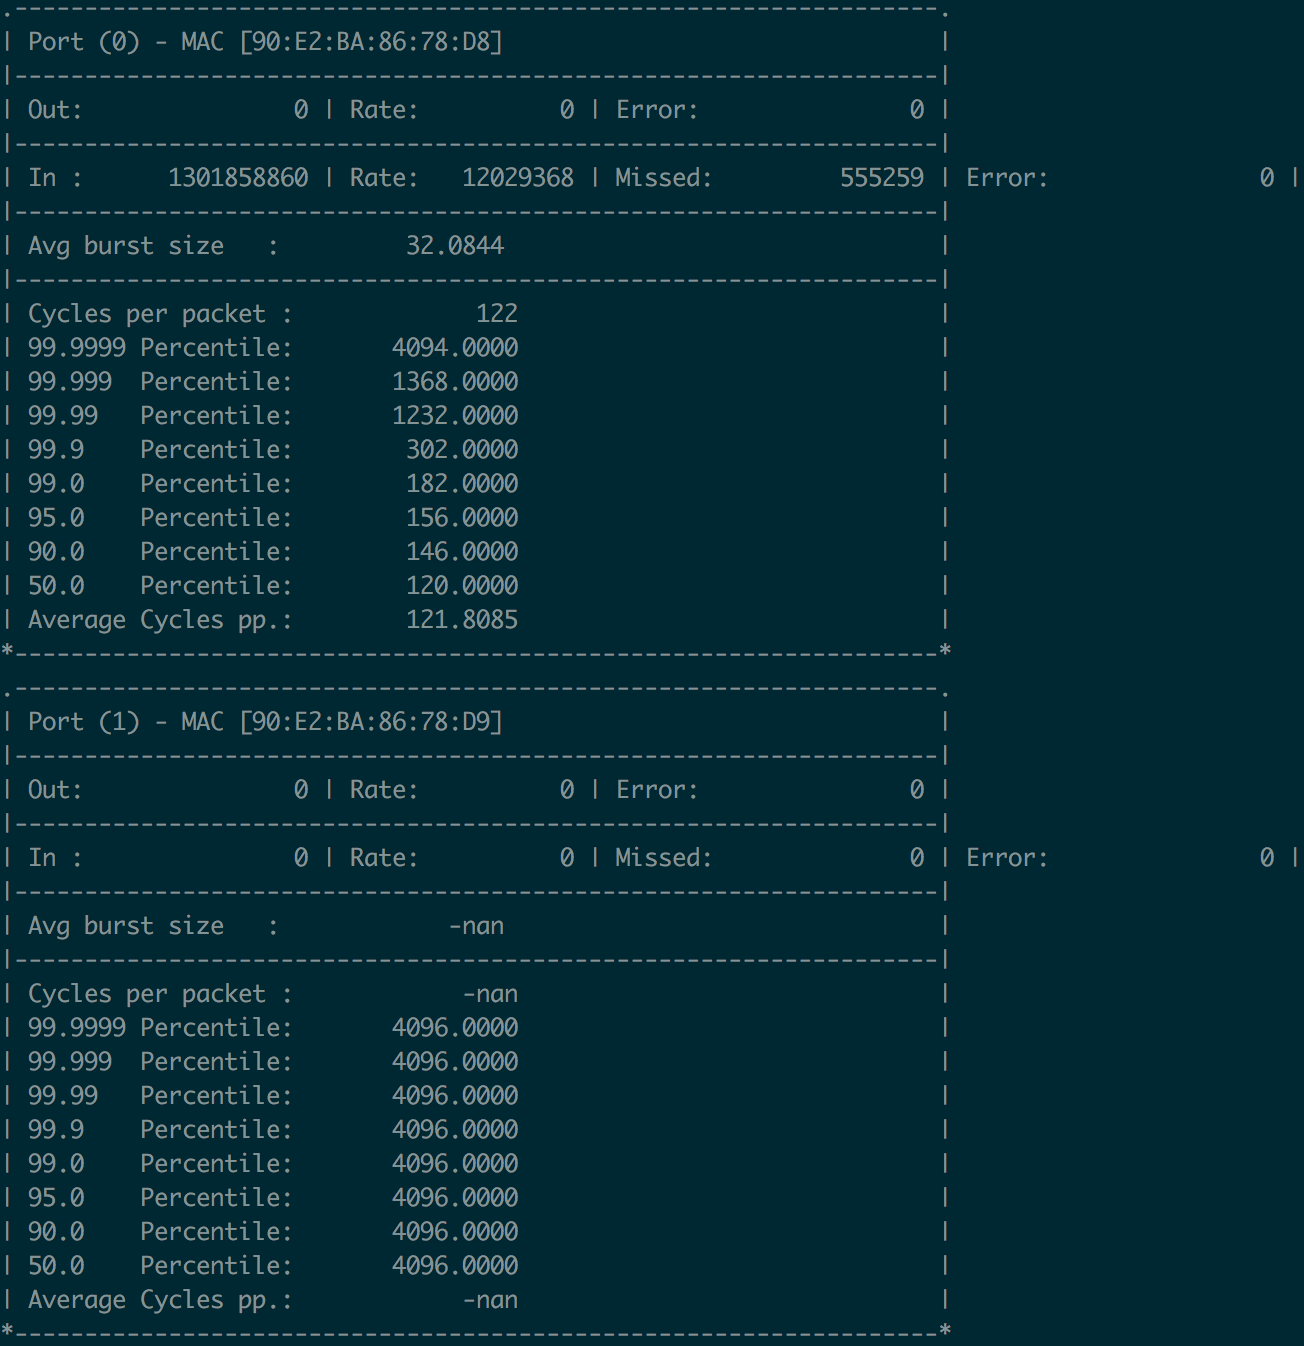 .------------------------------------------------------------------.
| Port (0) - MAC [90:E2:BA:86:78:D8]                               |
|------------------------------------------------------------------|
| Out:               0 | Rate:          0 | Error:               0 |
|------------------------------------------------------------------|
| In :      1301858860 | Rate:   12029368 | Missed:         555259 | Error:               0 |
|------------------------------------------------------------------|
| Avg burst size   :         32.0844                               |
|------------------------------------------------------------------|
| Cycles per packet :             122                              |
| 99.9999 Percentile:       4094.0000                              |
| 99.999  Percentile:       1368.0000                              |
| 99.99   Percentile:       1232.0000                              |
| 99.9    Percentile:        302.0000                              |
| 99.0    Percentile:        182.0000                              |
| 95.0    Percentile:        156.0000                              |
| 90.0    Percentile:        146.0000                              |
| 50.0    Percentile:        120.0000                              |
| Average Cycles pp.:        121.8085                              |
*------------------------------------------------------------------*
.------------------------------------------------------------------.
| Port (1) - MAC [90:E2:BA:86:78:D9]                               |
|------------------------------------------------------------------|
| Out:               0 | Rate:          0 | Error:               0 |
|------------------------------------------------------------------|
| In :               0 | Rate:          0 | Missed:              0 | Error:               0 |
|------------------------------------------------------------------|
| Avg burst size   :            -nan                               |
|------------------------------------------------------------------|
| Cycles per packet :            -nan                              |
| 99.9999 Percentile:       4096.0000                              |
| 99.999  Percentile:       4096.0000                              |
| 99.99   Percentile:       4096.0000                              |
| 99.9    Percentile:       4096.0000                              |
| 99.0    Percentile:       4096.0000                              |
| 95.0    Percentile:       4096.0000                              |
| 90.0    Percentile:       4096.0000                              |
| 50.0    Percentile:       4096.0000                              |
| Average Cycles pp.:            -nan                              |
*------------------------------------------------------------------*